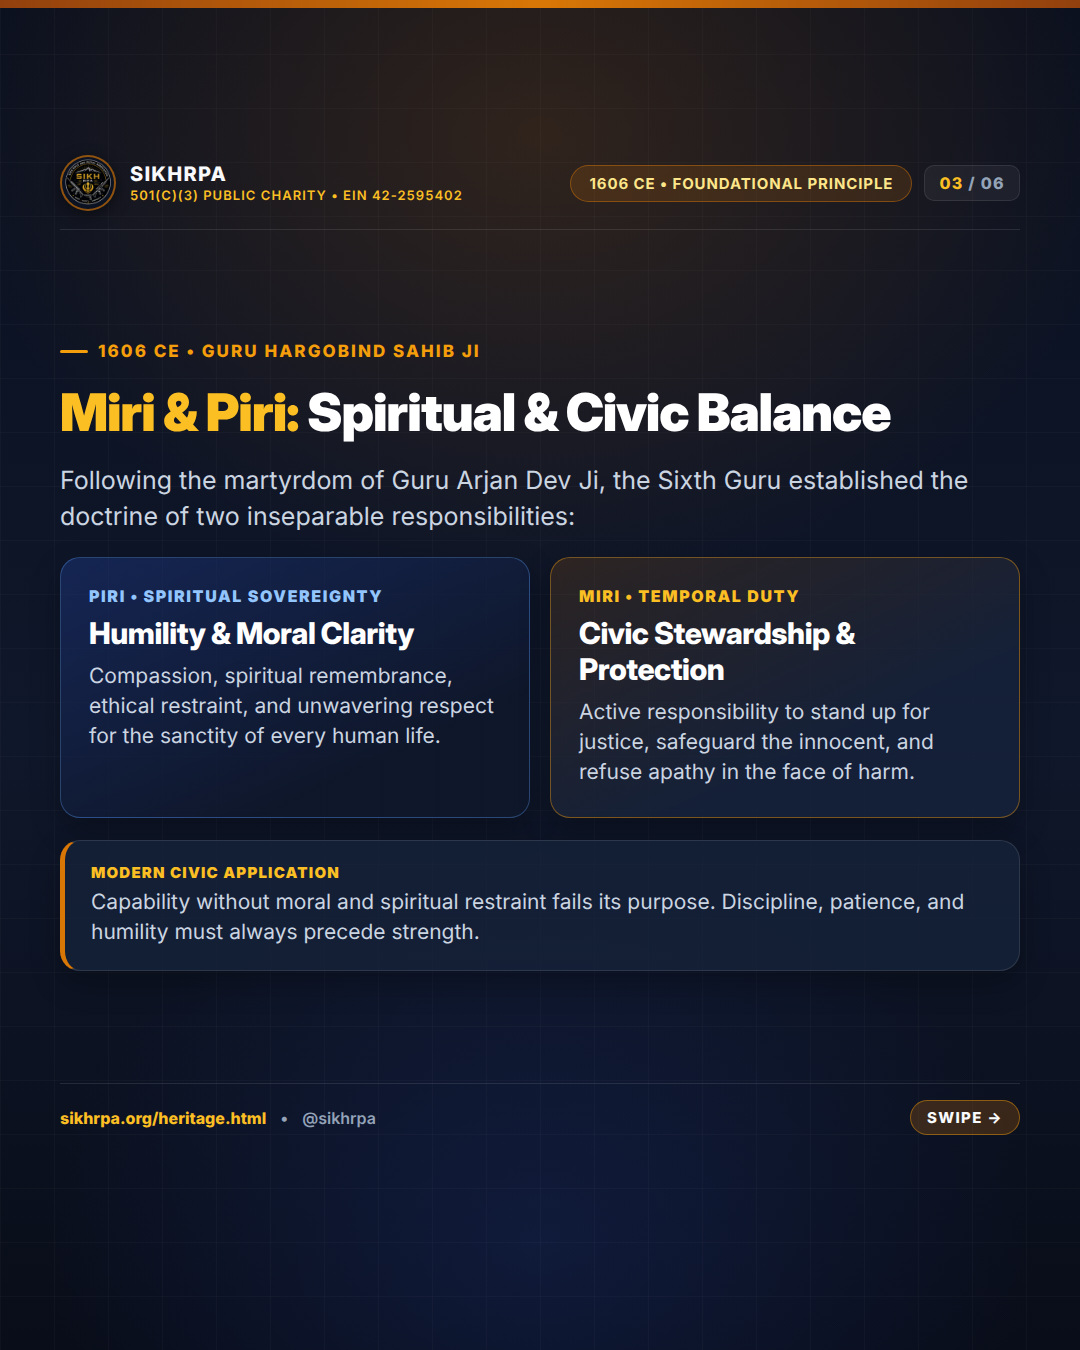 SIKH
SIKHRPA
501(C)(3) PUBLIC CHARITY • EIN 42-2595402
1606 CE • FOUNDATIONAL PRINCIPLE
03 / 06
1606 CE • GURU HARGOBIND SAHIB JI
Miri & Piri: Spiritual & Civic Balance
Following the martyrdom of Guru Arjan Dev Ji, the Sixth Guru established the
doctrine of two inseparable responsibilities:
PIRI • SPIRITUAL SOVEREIGNTY
Humility & Moral Clarity
Compassion, spiritual remembrance,
ethical restraint, and unwavering respect
for the sanctity of every human life.
MIRI • TEMPORAL DUTY
Civic Stewardship &
Protection
Active responsibility to stand up for
justice, safeguard the innocent, and
refuse apathy in the face of harm.
MODERN CIVIC APPLICATION
Capability without moral and spiritual restraint fails its purpose. Discipline, patience, and
humility must always precede strength.
sikhrpa.org/heritage.html • @sikhrpa
SWIPE →